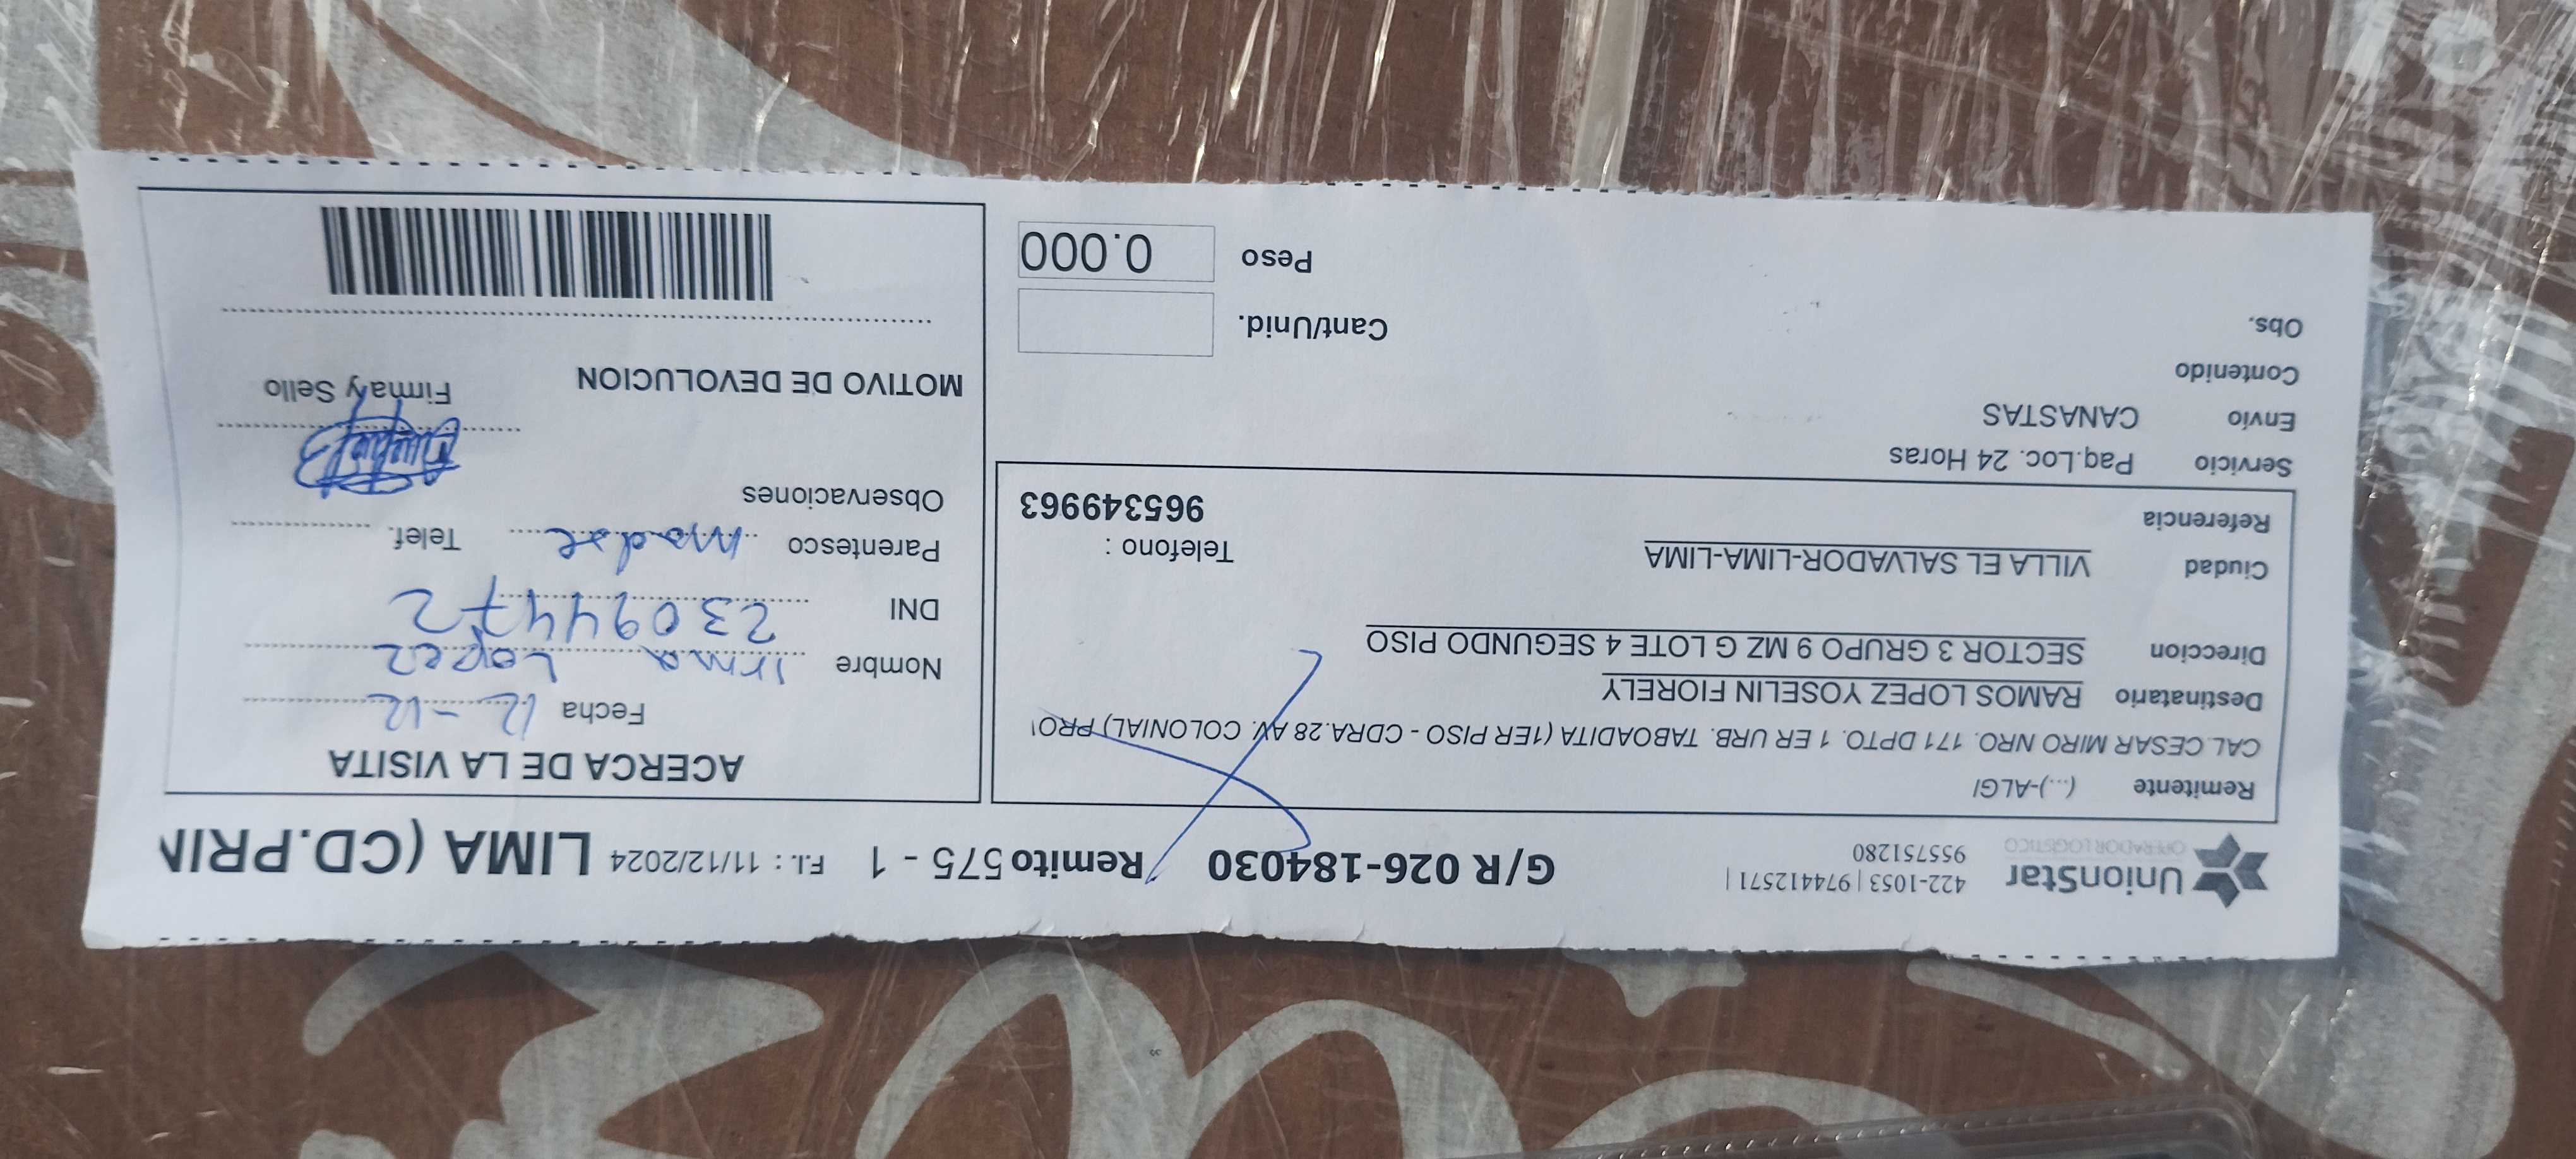 UnionStar
OPERADOR LOGISTICO
422-1053 | 974412571 |
955751280
G/R 026-184030
Remito 575 - 1
F.I. : 11/12/2024
LIMA (CD.PRIN
Remitente (...)-ALGI
CAL.CESAR MIRO NRO. 171 DPTO. 1 ER URB. TABOADITA (1ER PISO - CDRA.28 AV. COLONIAL) PRO
Destinatario RAMOS LOPEZ YOSELIN FIORELY
Direccion SECTOR 3 GRUPO 9 MZ G LOTE 4 SEGUNDO PISO
Ciudad VILLA EL SALVADOR-LIMA-LIMA
Telefono :
Referencia
965349963
Servicio Paq.Loc. 24 Horas
Envio CANASTAS
Contenido
Obs.
Cant/Unid.
Peso 0.000
ACERCA DE LA VISITA
Fecha 12-12
Nombre Irma Lopez
DNI 23094472
Parentesco madre Telef.
Observaciones
MOTIVO DE DEVOLUCION Firma y Sello